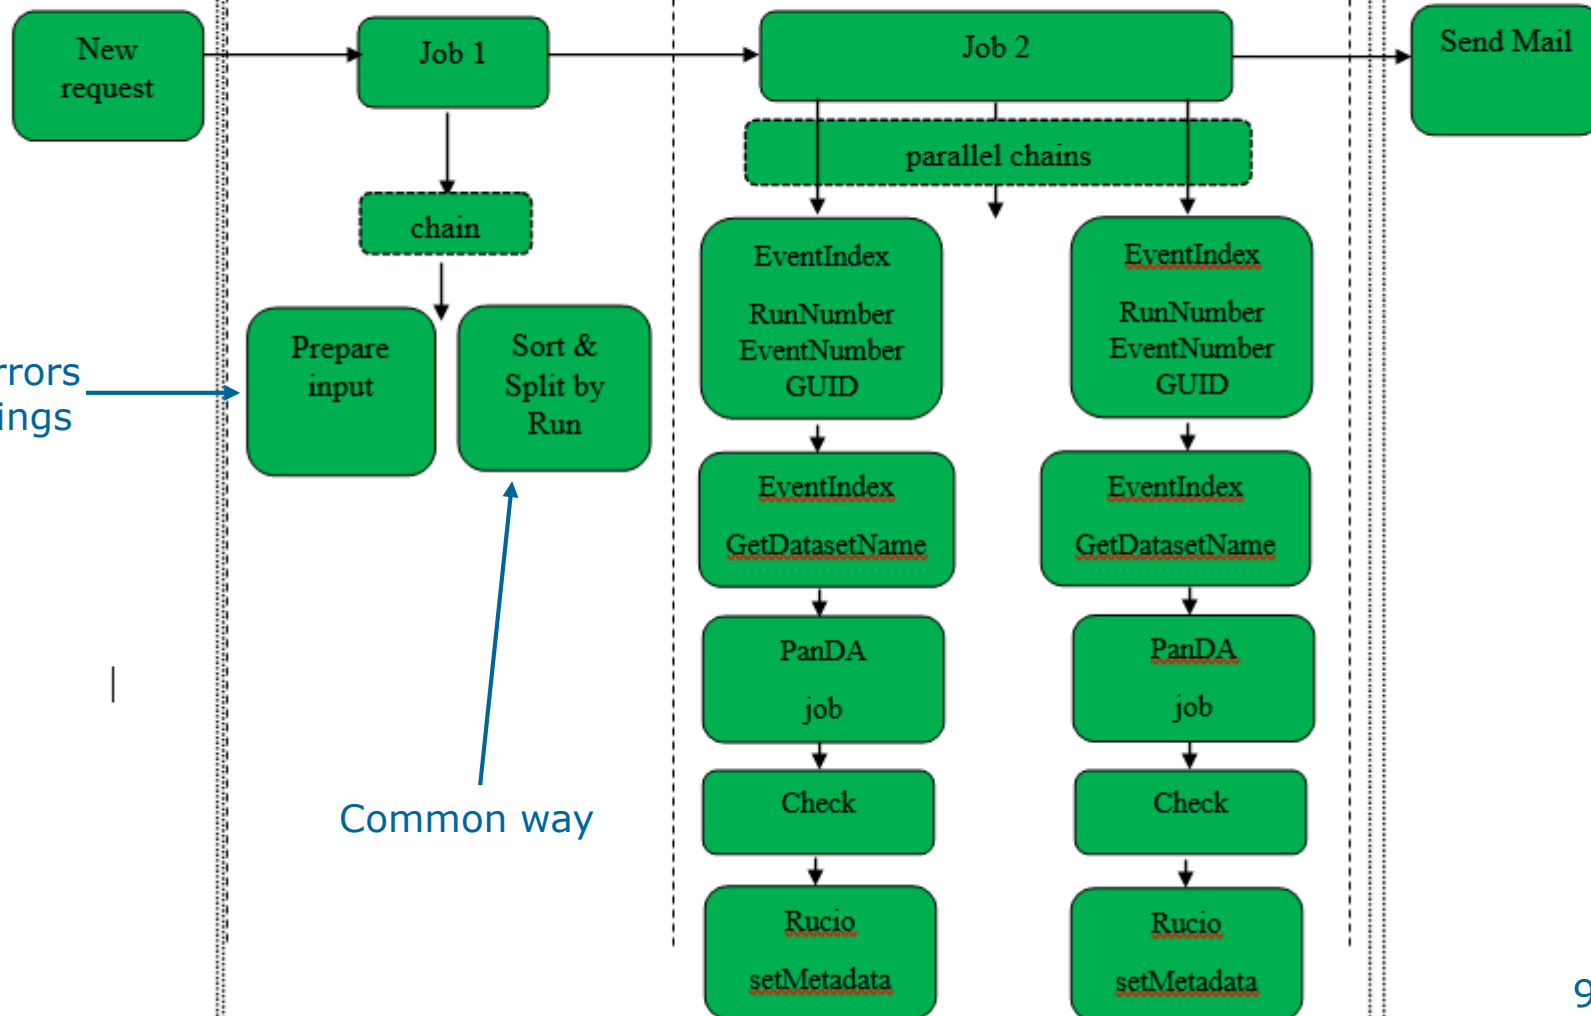 New
request
Job 1
Job 2
Send Mail
chain
parallel chains
Prepare
input
Sort &
Split by
Run
rrors
ings
Common way
EventIndex
RunNumber
EventNumber
GUID
EventIndex
GetDatasetName
PanDA
job
Check
Rucio
setMetadata
EventIndex
RunNumber
EventNumber
GUID
EventIndex
GetDatasetName
PanDA
job
Check
Rucio
setMetadata
9